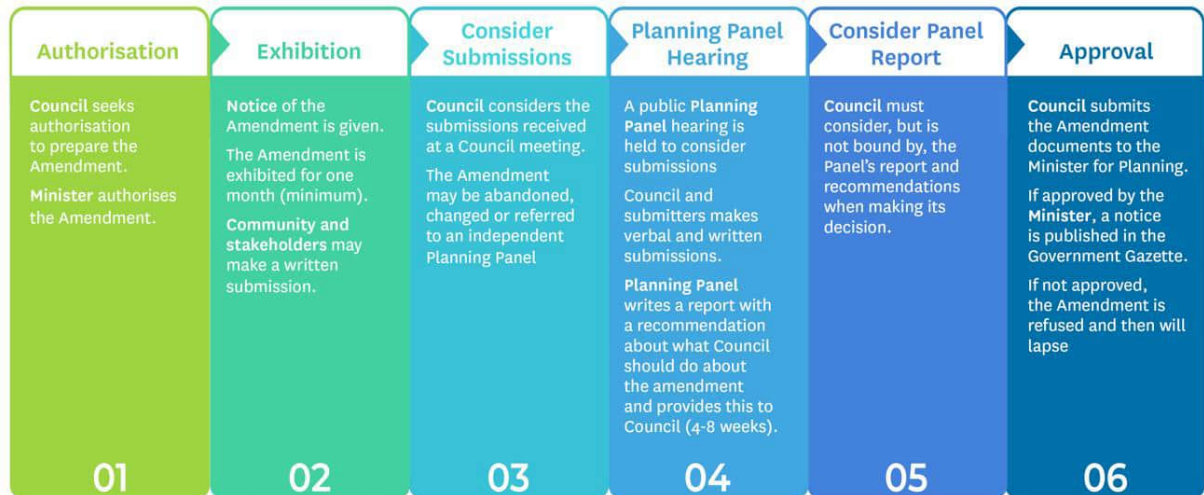 Authorisation
Council seeks
authorisation
to prepare the
Amendment.
Minister authorises
the Amendment.
01
Exhibition
Notice of the
Amendment is given.
The Amendment is
exhibited for one
month (minimum).
Community and
stakeholders may
make a written
submission.
02
Consider
Submissions
Council considers the
submissions received
at a Council meeting.
The Amendment
may be abandoned,
changed or referred
to an independent
Planning Panel
03
Planning Panel
Hearing
A public Planning
Panel hearing is
held to consider
submissions
Council and
submitters makes
verbal and written
submissions.
Planning Panel
writes a report with
a recommendation
about what Council
should do about
the amendment
and provides this to
Council (4-8 weeks).
04
Consider Panel
Report
Council must
consider, but is
not bound by, the
Panel's report and
recommendations
when making its
decision.
05
Approval
Council submits
the Amendment
documents to the
Minister for Planning.
If approved by the
Minister, a notice
is published in the
Government Gazette.
If not approved,
the Amendment is
refused and then will
lapse
06